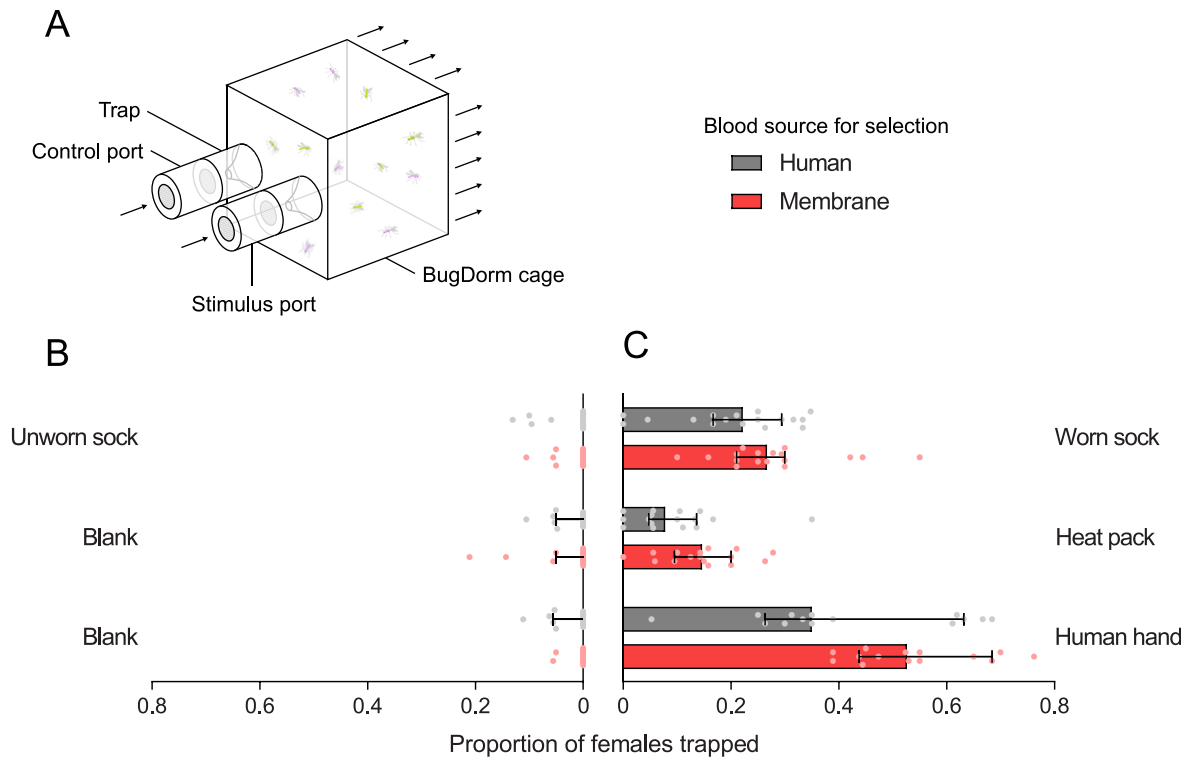 A
Trap
Control port
Stimulus port
BugDorm cage
Blood source for selection
Human
Membrane
B
C
Unworn sock
Worn sock
Blank
Heat pack
Blank
Human hand
0.8 0.6 0.4 0.2 0 0 0.2 0.4 0.6 0.8
Proportion of females trapped